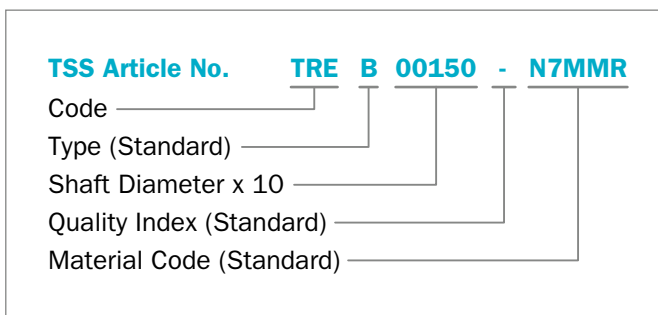 TSS Article No. TRE B 00150 - N7MMR
Code
Type (Standard)
Shaft Diameter x 10
Quality Index (Standard)
Material Code (Standard)